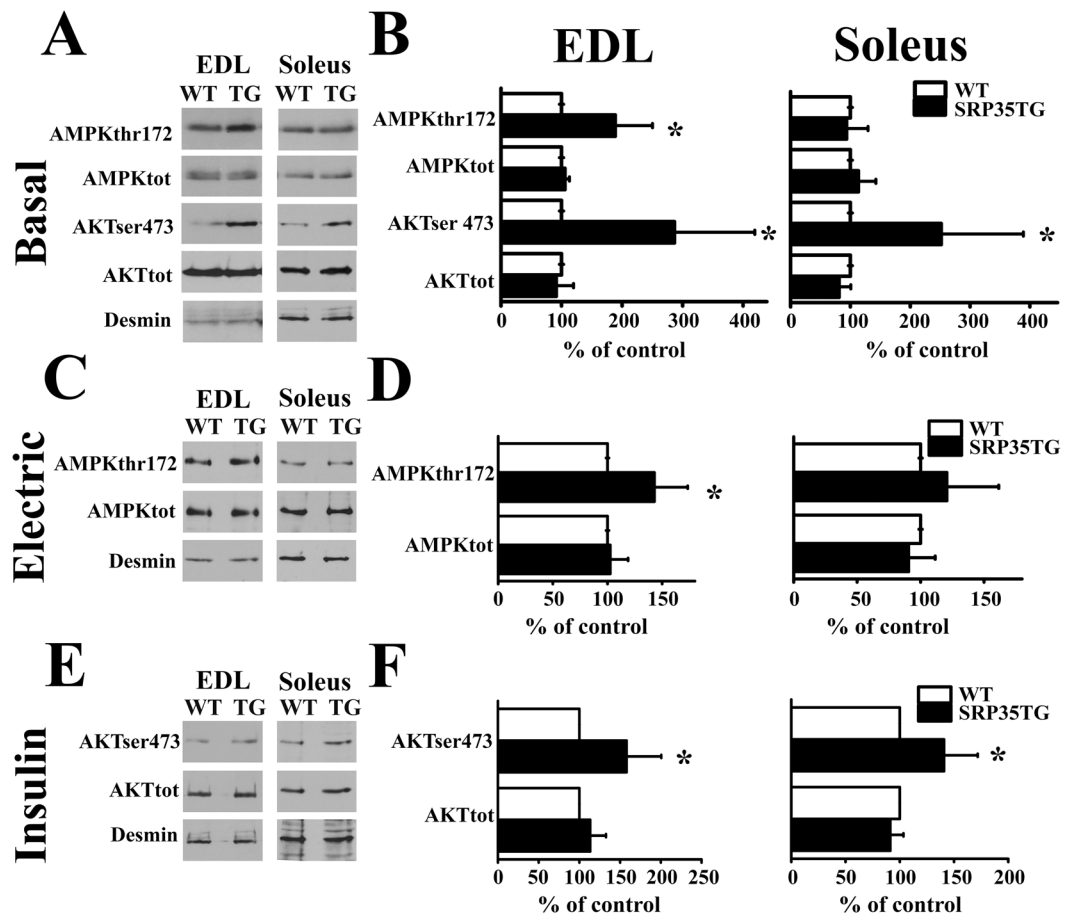 A
B
EDL
Soleus
EDL
Soleus
WT TG
WT TG
WT
SRP35TG
Basal
AMPKthr172
AMPKtot
AKTser473
AKTtot
Desmin
AMPKthr172
AMPKtot
AKTser 473
AKTtot
*
*
*
0 100 200 300 400
0 100 200 300 400
% of control
% of control
C
D
EDL
Soleus
WT TG
WT TG
WT
SRP35TG
Electric
AMPKthr172
AMPKtot
Desmin
AMPKthr172
AMPKtot
*
0 50 100 150
0 50 100 150
% of control
% of control
E
F
EDL
Soleus
WT TG
WT TG
WT
SRP35TG
Insulin
AKTser473
AKTtot
Desmin
AKTser473
AKTtot
*
*
0 50 100 150 200 250
0 50 100 150 200
% of control
% of control